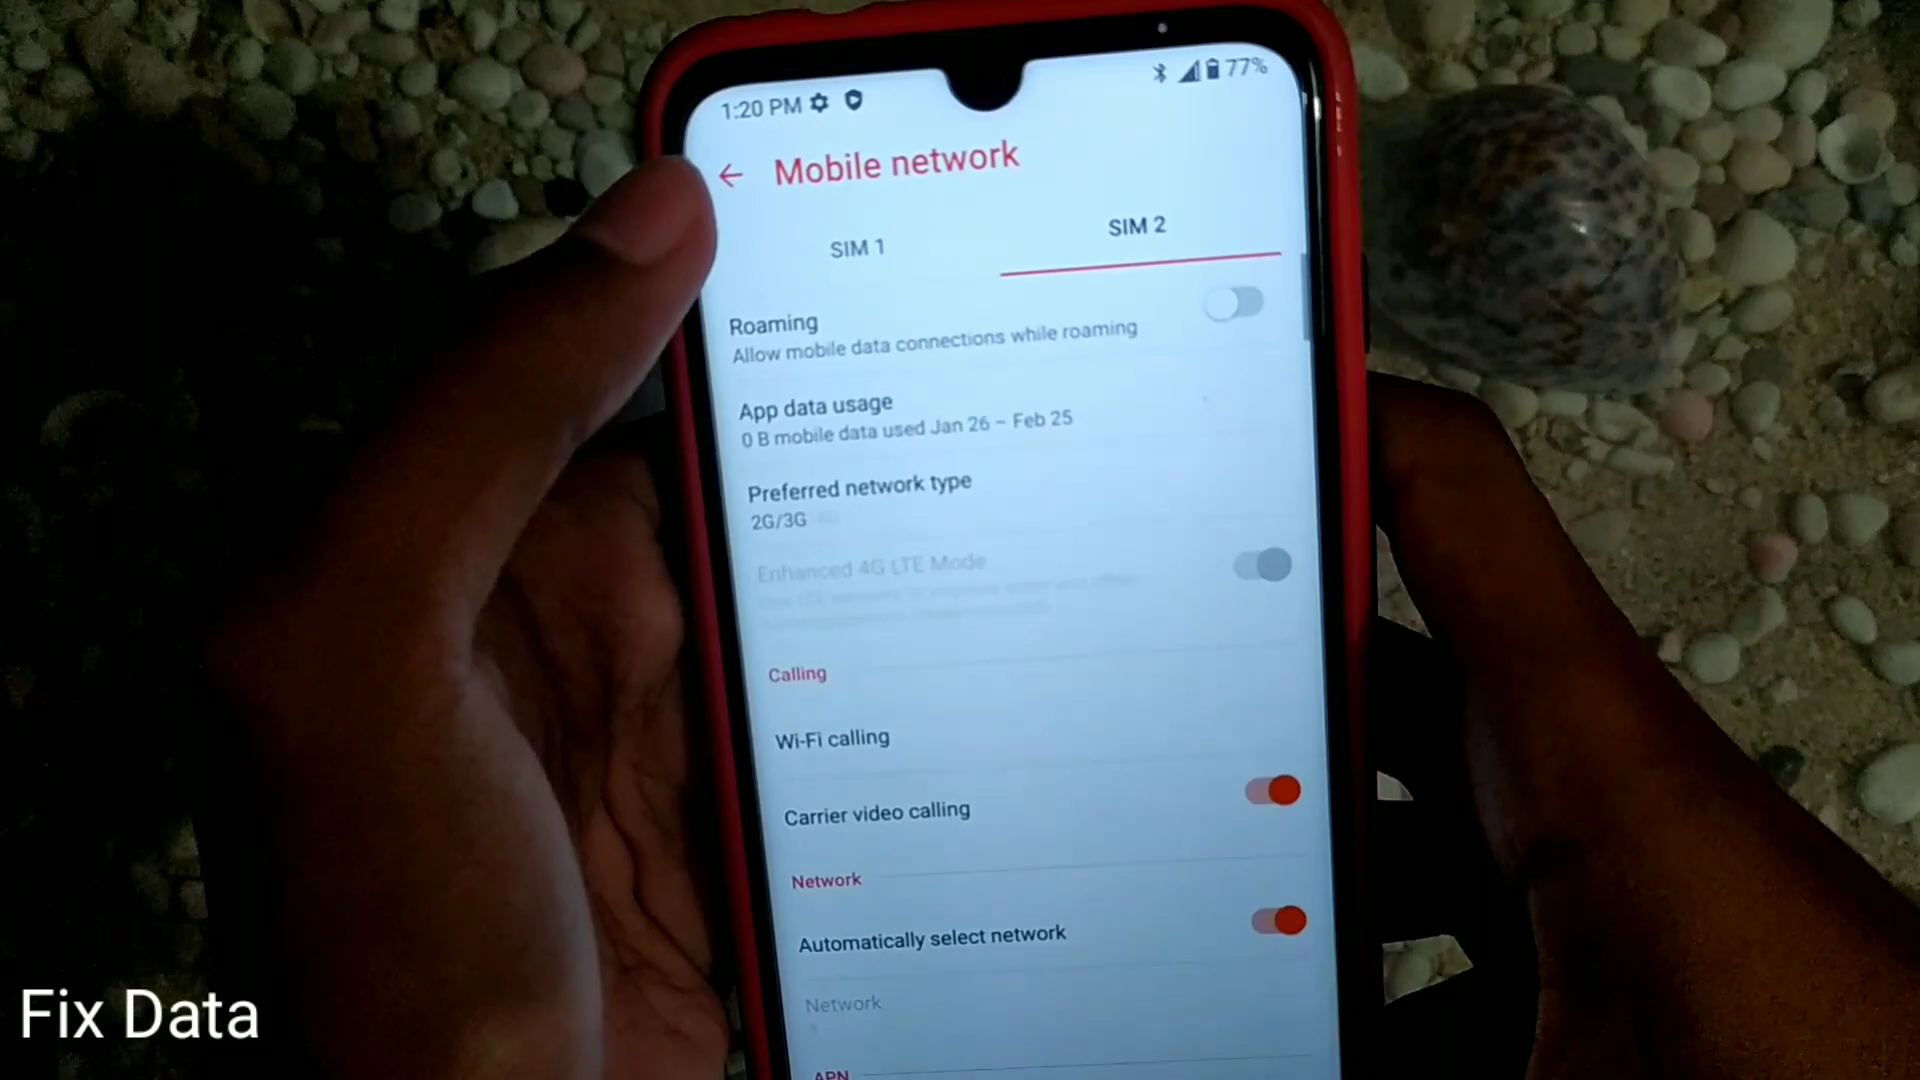 1:20 PM
77%
Mobile network
SIM 1
SIM 2
Roaming
Allow mobile data connections while roaming
App data usage
0 B mobile data used Jan 26 – Feb 25
Preferred network type
2G/3G
Enhanced 4G LTE Mode
Calling
Wi-Fi calling
Carrier video calling
Network
Automatically select network
Network
APN
Fix Data